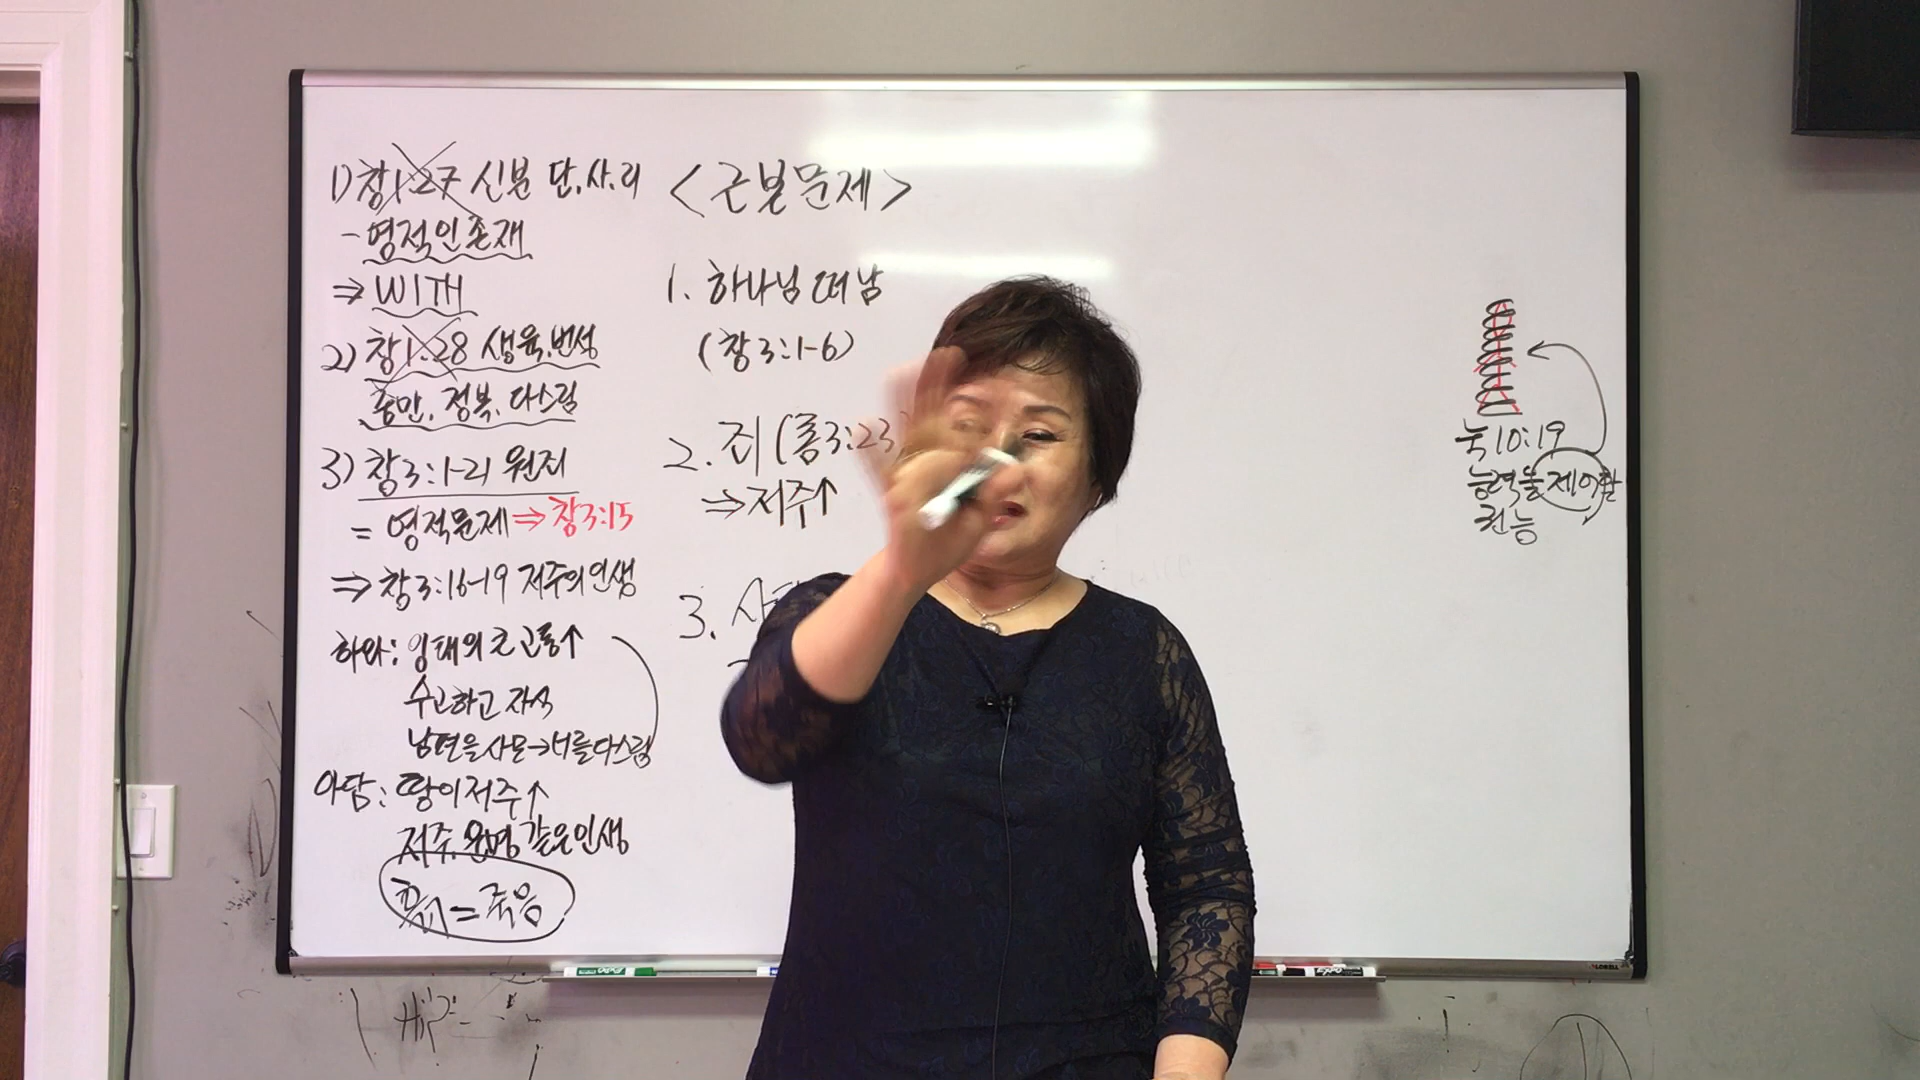 1) 창1:27 신분 단.사.리
- 영적인 존재
⇒ WITH
2) 창1:28 생육.번성
충만. 정복. 다스림
3) 창3:1-21 원죄
= 영적문제 ⇒ 창3:15
⇒ 창3:16-19 저주의 인생
하와: 잉태의 고통↑
수고하고 자식
남편을 사모→너를 다스림
아담: 땅이 저주↑
저주. 운명 같은 인생
= 죽음
<근본문제>
1. 하나님 떠남
(창3:1-6)
2. 죄 (롬3:23)
⇒저주↑
3. 사
눅10:19
능력을 제어할
권능
expo
LORELL
HiP=